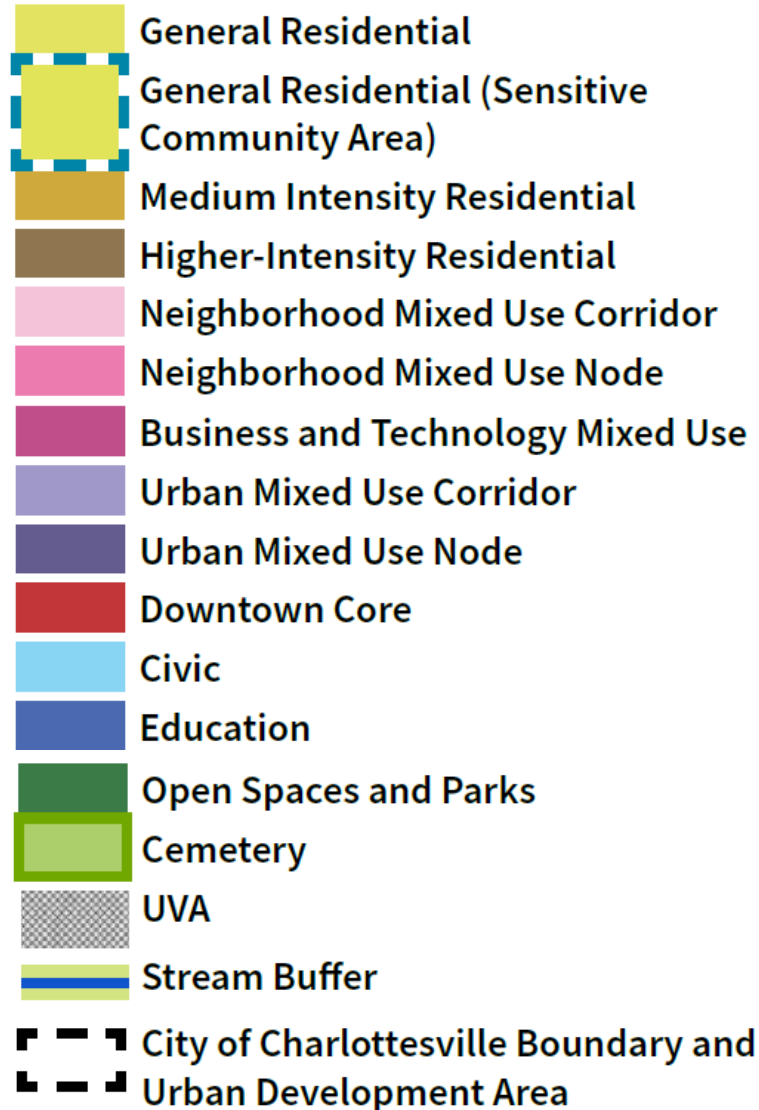 General Residential
General Residential (Sensitive
Community Area)
Medium Intensity Residential
Higher-Intensity Residential
Neighborhood Mixed Use Corridor
Neighborhood Mixed Use Node
Business and Technology Mixed Use
Urban Mixed Use Corridor
Urban Mixed Use Node
Downtown Core
Civic
Education
Open Spaces and Parks
Cemetery
UVA
Stream Buffer
City of Charlottesville Boundary and
Urban Development Area